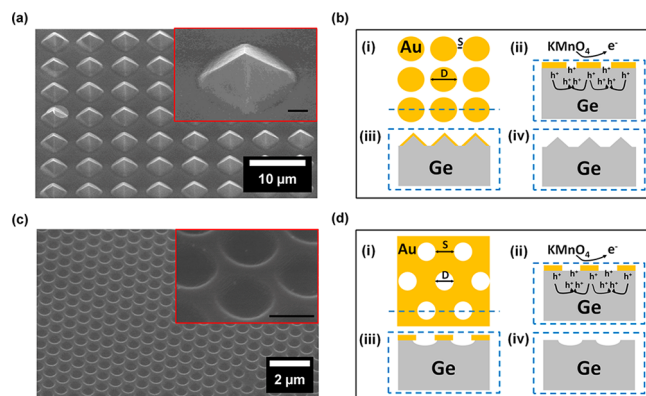 (a)
10 µm
(b)
(i)
Au
S
D
(ii)
KMnO4 e-
h+ h+ h+ h+
h+ h+ h+ h+
Ge
(iii)
Ge
(iv)
Ge
(c)
2 µm
(d)
(i)
Au
S
D
(ii)
KMnO4 e-
h+ h+ h+ h+
h+ h+ h+ h+
Ge
(iii)
Ge
(iv)
Ge